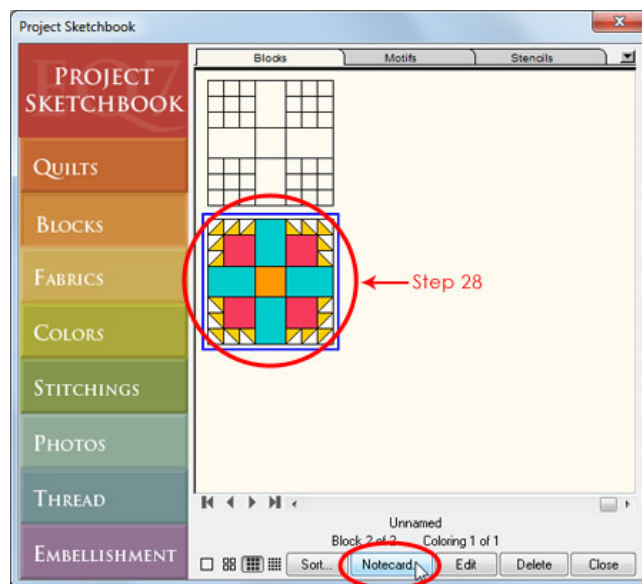 Project Sketchbook
PROJECT
SKETCHBOOK
QUILTS
BLOCKS
FABRICS
COLORS
STITCHINGS
PHOTOS
THREAD
EMBELLISHMENT
Blocks Motifs Stencils
Step 28
Unnamed
Block 2 of 2 Coloring 1 of 1
Sort... Notecard... Edit Delete Close